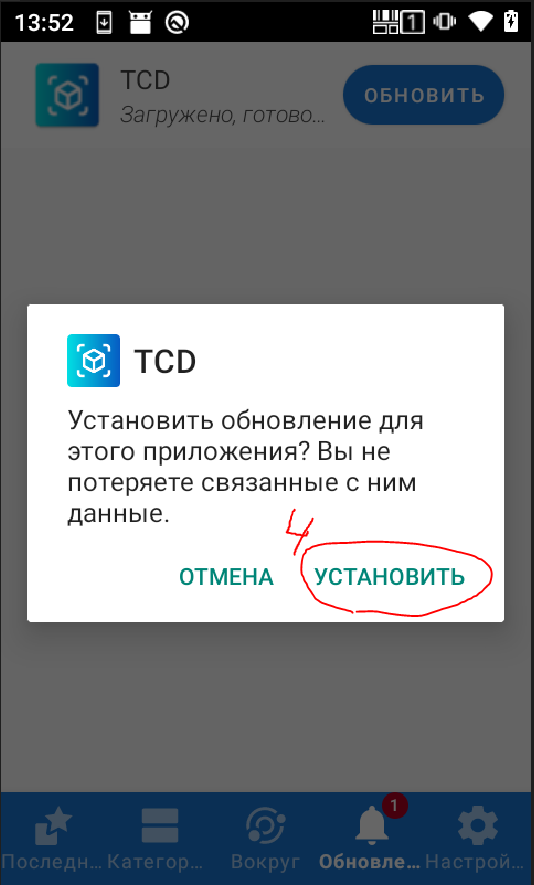 13:52
1
TCD
Загружено, готово...
ОБНОВИТЬ
TCD
Установить обновление для
этого приложения? Вы не
потеряете связанные с ним
данные.
4
ОТМЕНА УСТАНОВИТЬ
1
Последн... Категор... Вокруг Обновле... Настрой...